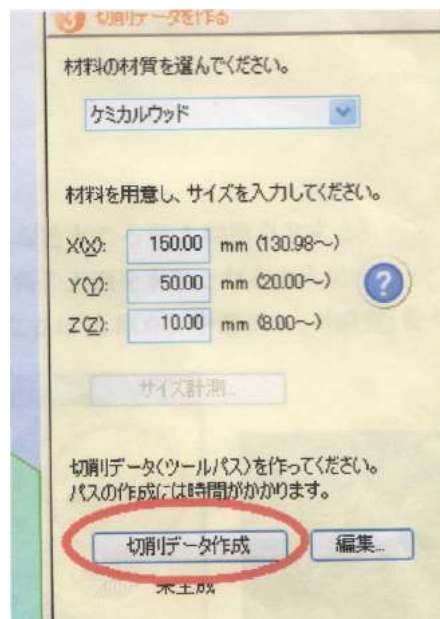 ③ 切削データを作る
材料の材質を選んでください。
ケミカルウッド
材料を用意し、サイズを入力してください。
X(X): 150.00 mm (130.98～)
Y(Y): 50.00 mm (20.00～)
?
Z(Z): 10.00 mm (8.00～)
サイズ計測...
切削データ(ツールパス)を作ってください。
パスの作成には時間がかかります。
切削データ作成 編集...
未生成